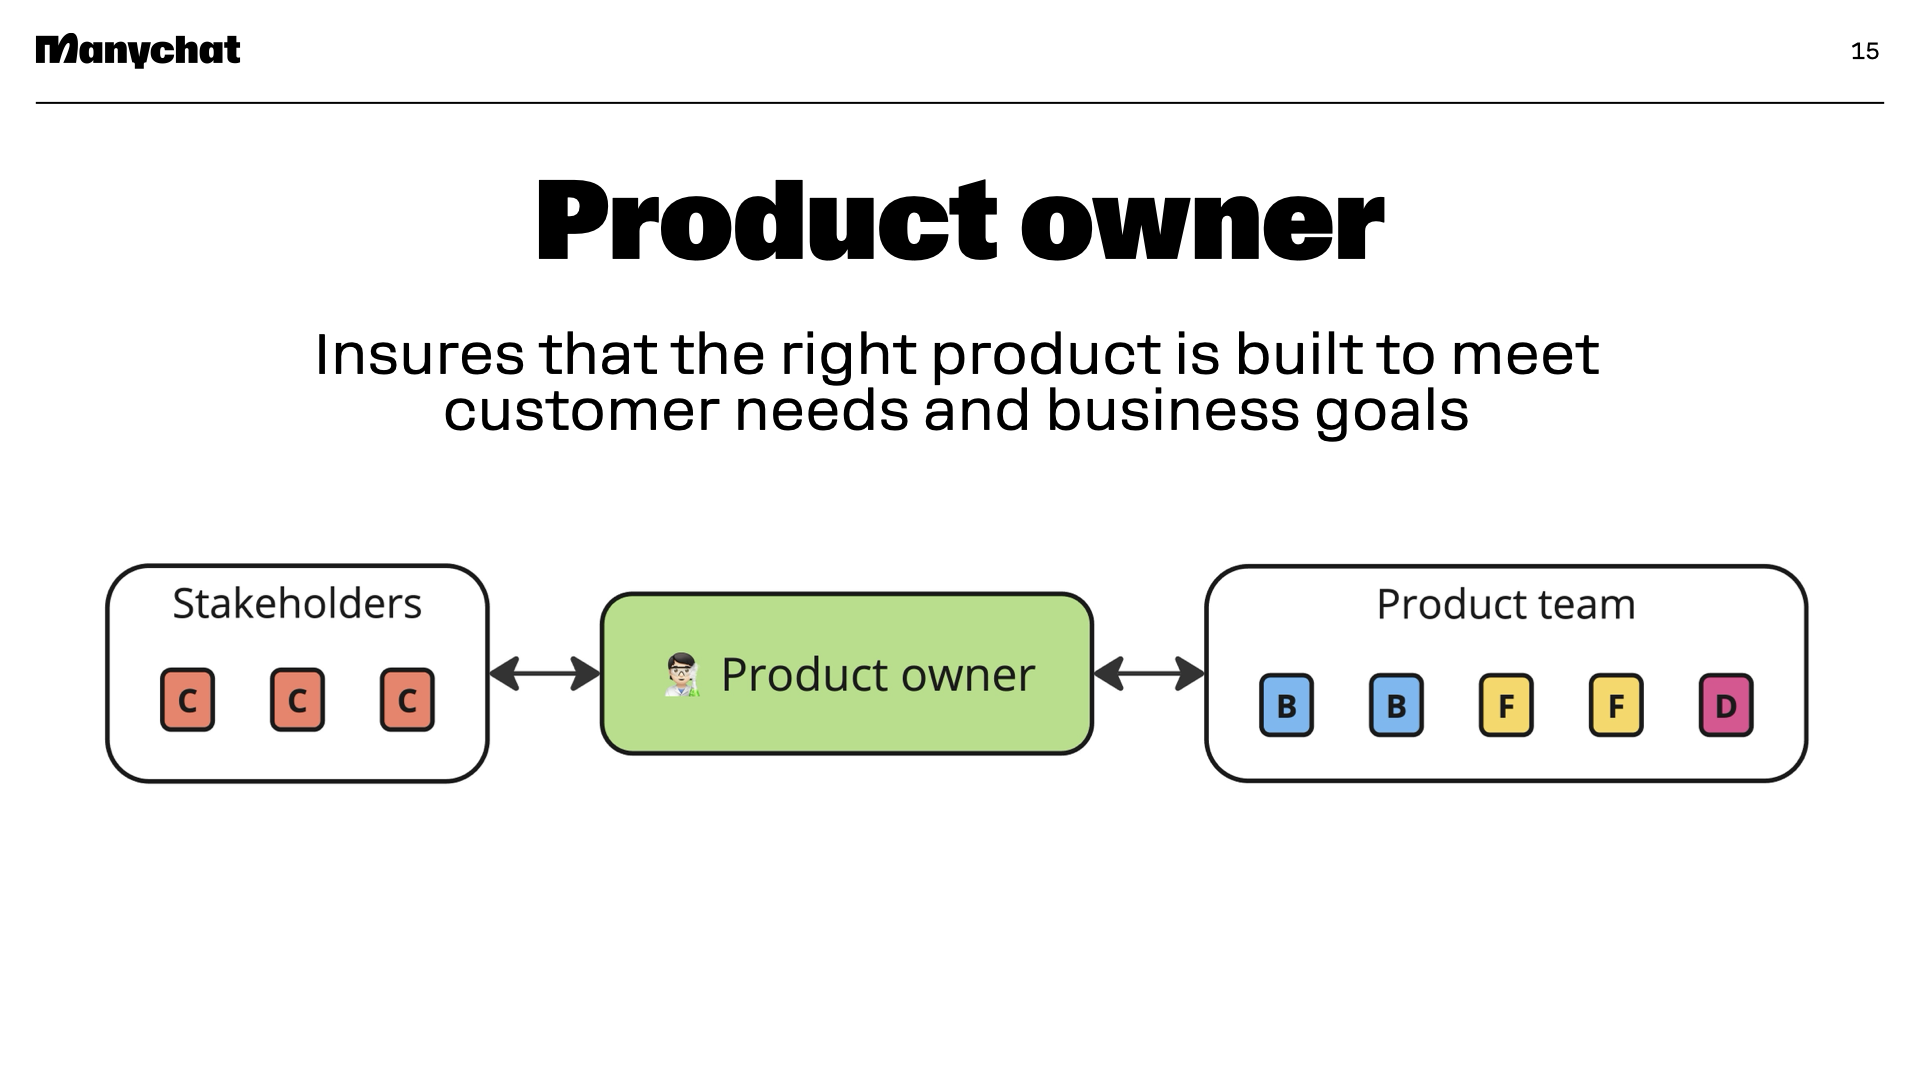 Manychat
15
Product owner
Insures that the right product is built to meet
customer needs and business goals
Stakeholders
C C C
Product owner
Product team
B B F F D